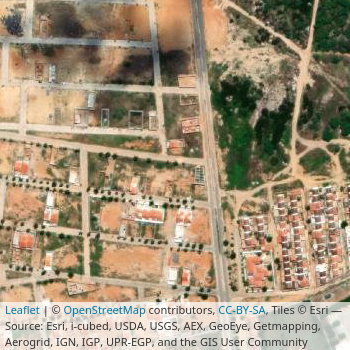 Leaflet | © OpenStreetMap contributors, CC-BY-SA, Tiles © Esri —
Source: Esri, i-cubed, USDA, USGS, AEX, GeoEye, Getmapping,
Aerogrid, IGN, IGP, UPR-EGP, and the GIS User Community